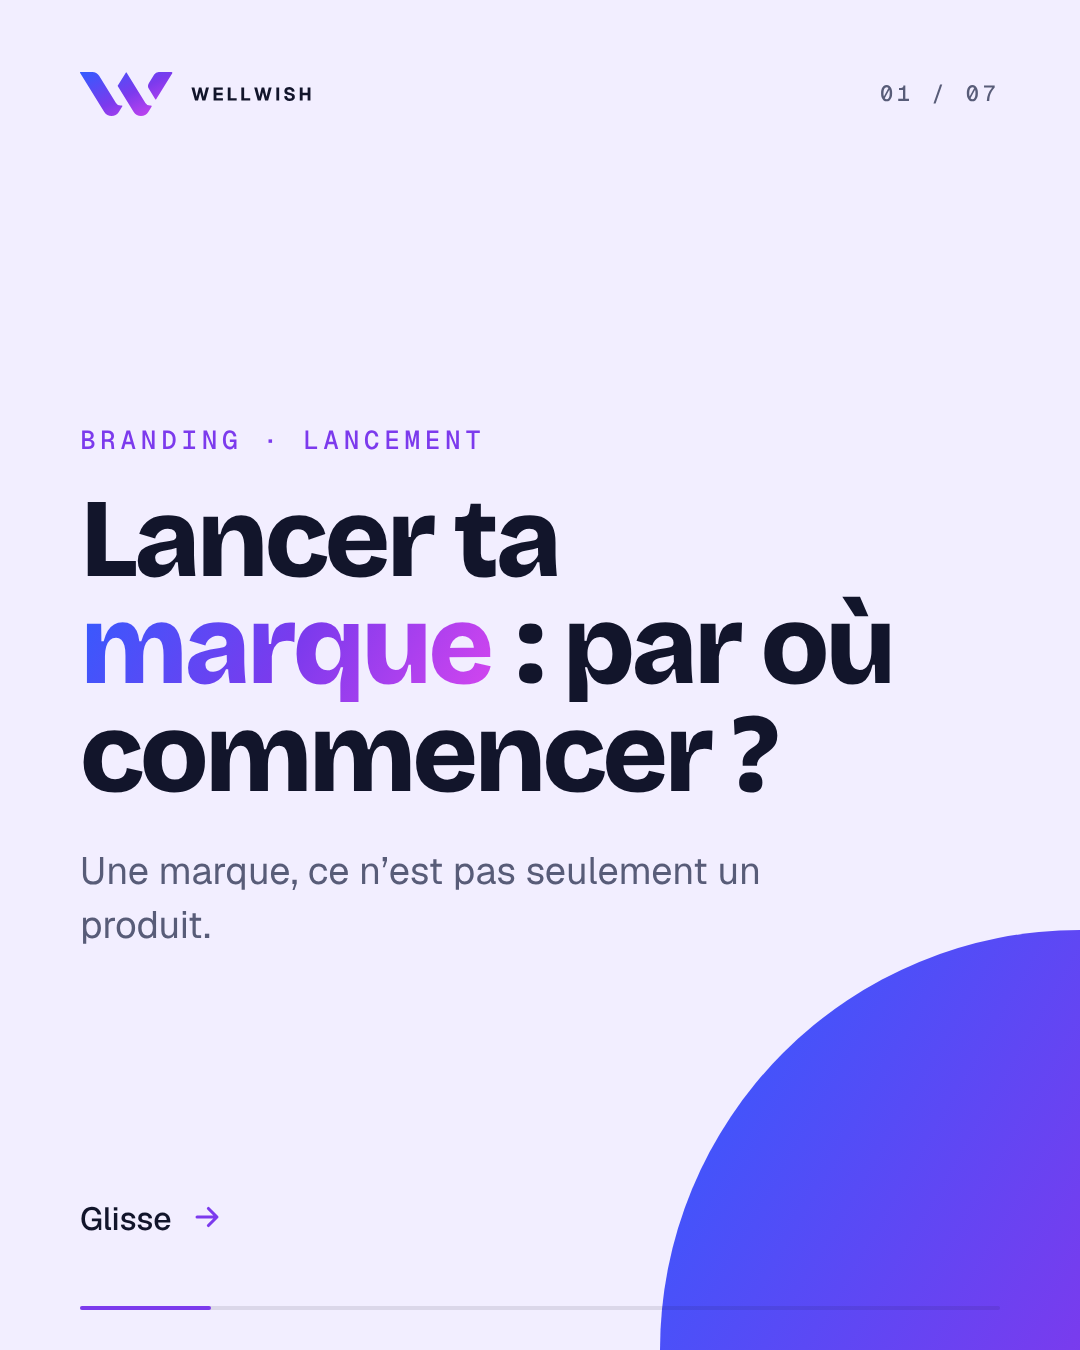 WELLWISH
01 / 07
BRANDING · LANCEMENT
Lancer ta
marque : par où
commencer ?
Une marque, ce n’est pas seulement un
produit.
Glisse →